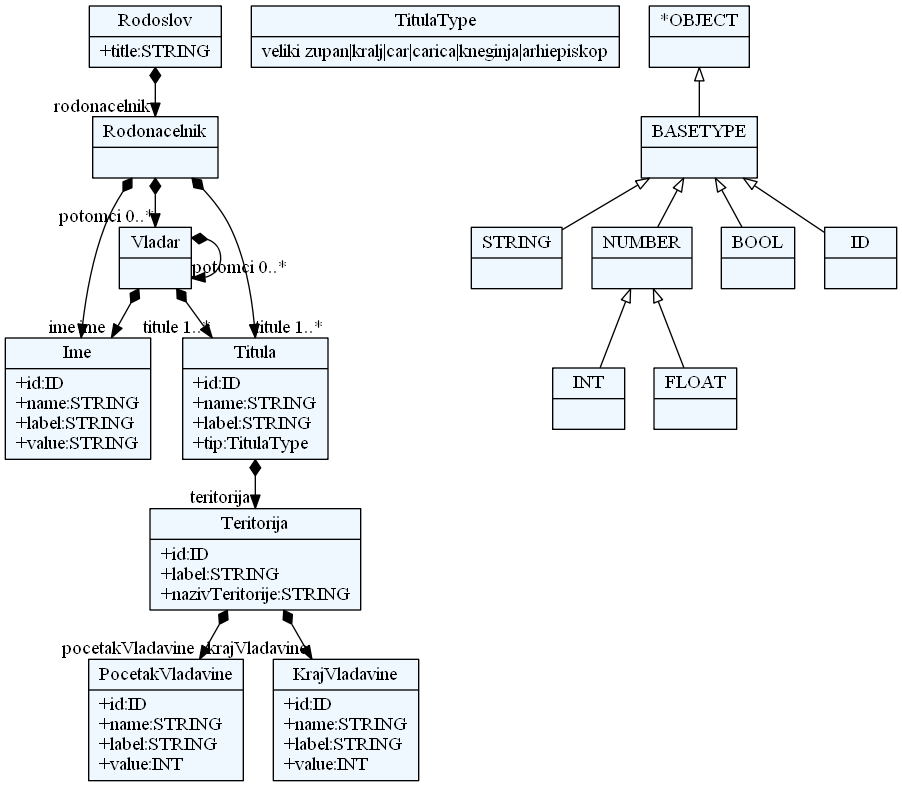 Rodoslov
+title:STRING
TitulaType
veliki zupan|kralj|car|carica|kneginja|arhiepiskop
*OBJECT
rodonacelnik
Rodonacelnik
BASETYPE
potomci 0..*
Vladar
potomci 0..*
STRING
NUMBER
BOOL
ID
ime
ime
titule 1..*
titule 1..*
Ime
+id:ID
+name:STRING
+label:STRING
+value:STRING
Titula
+id:ID
+name:STRING
+label:STRING
+tip:TitulaType
INT
FLOAT
teritorija
Teritorija
+id:ID
+label:STRING
+nazivTeritorije:STRING
pocetakVladavine
krajVladavine
PocetakVladavine
+id:ID
+name:STRING
+label:STRING
+value:INT
KrajVladavine
+id:ID
+name:STRING
+label:STRING
+value:INT